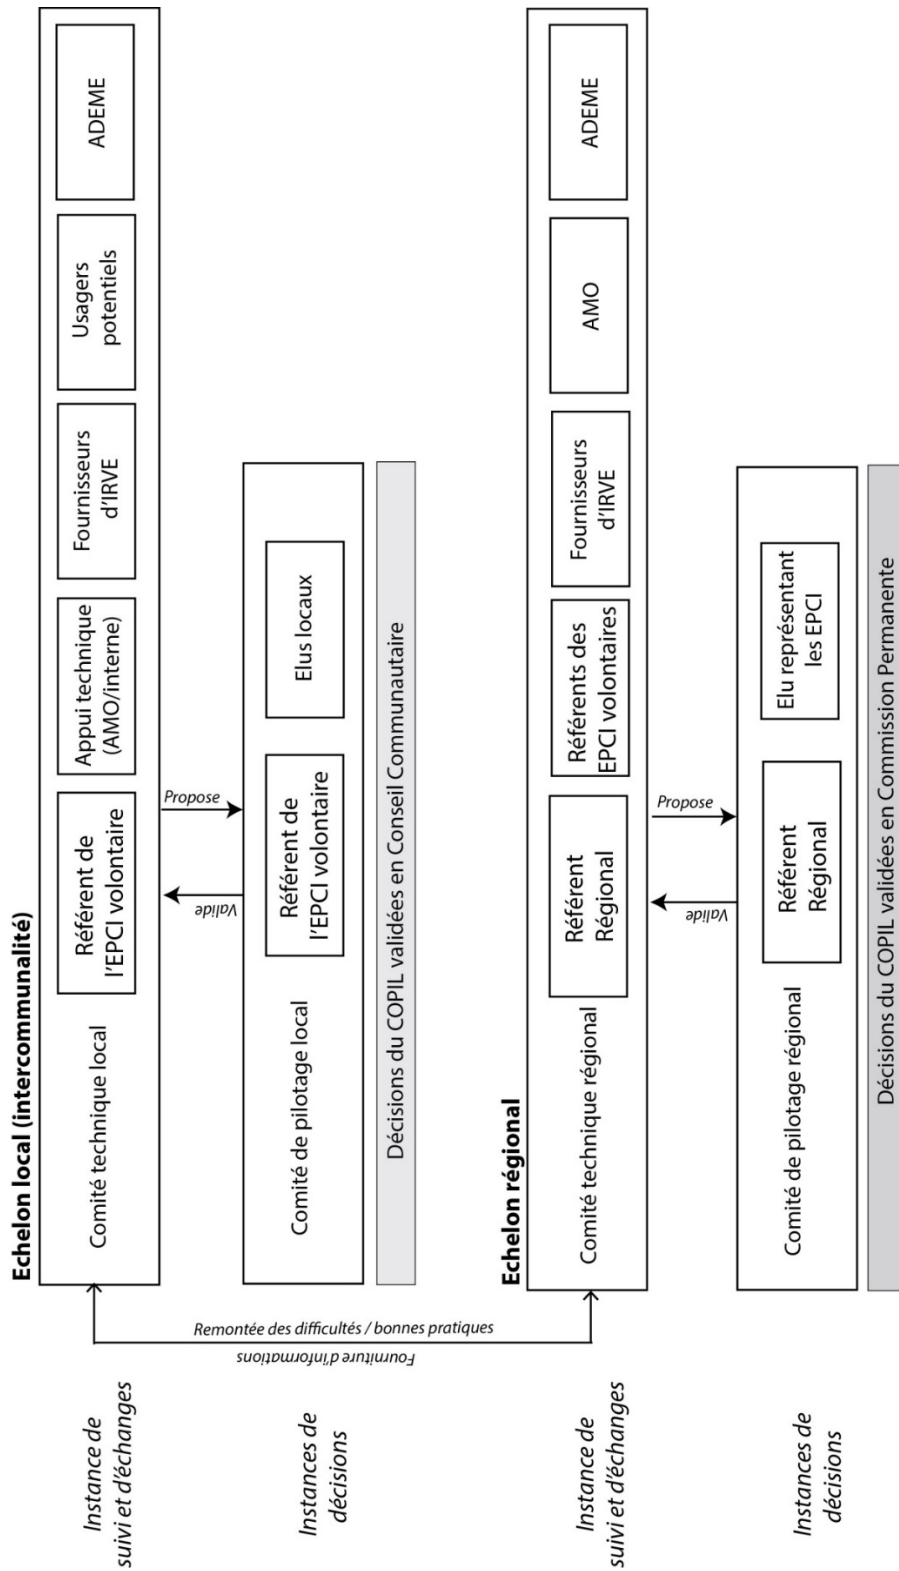 Echelon local (intercommunalité)
Instance de
suivi et d'échanges
Comité technique local
Référent de
l'EPCI volontaire
Appui technique
(AMO/interne)
Fournisseurs
d'IRVE
Usagers
potentiels
ADEME
Valide
Propose
Instances de
décisions
Comité de pilotage local
Référent de
l'EPCI volontaire
Elus locaux
Décisions du COPIL validées en Conseil Communautaire
Remontée des difficultés / bonnes pratiques
Fourniture d'informations
Echelon régional
Instance de
suivi et d'échanges
Comité technique régional
Référent
Régional
Référents des
EPCI volontaires
Fournisseurs
d'IRVE
AMO
ADEME
Valide
Propose
Instances de
décisions
Comité de pilotage régional
Référent
Régional
Elu représentant
les EPCI
Décisions du COPIL validées en Commission Permanente